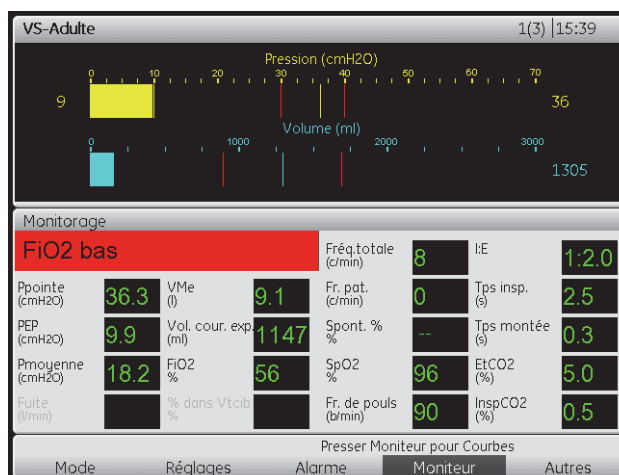 VS-Adulte 1(3) 15:39
Pression (cmH2O)
0 10 20 30 40 50 60 70
9 36
Volume (ml)
0 1000 2000 3000
1305
Monitorage
FiO2 bas
Fréq.totale (c/min) 8 I:E 1:2.0
Ppointe (cmH2O) 36.3 VMe (l) 9.1 Fr. pat. (c/min) 0 Tps insp. (s) 2.5
PEP (cmH2O) 9.9 Vol. cour. exp. (ml) 1147 Spont. % % -- Tps montée (s) 0.3
Pmoyenne (cmH2O) 18.2 FiO2 % 56 SpO2 % 96 EtCO2 (%) 5.0
Fuite (l/min) % dans Vtcib % Fr. de pouls (b/min) 90 InspCO2 (%) 0.5
Presser Moniteur pour Courbes
Mode Réglages Alarme Moniteur Autres